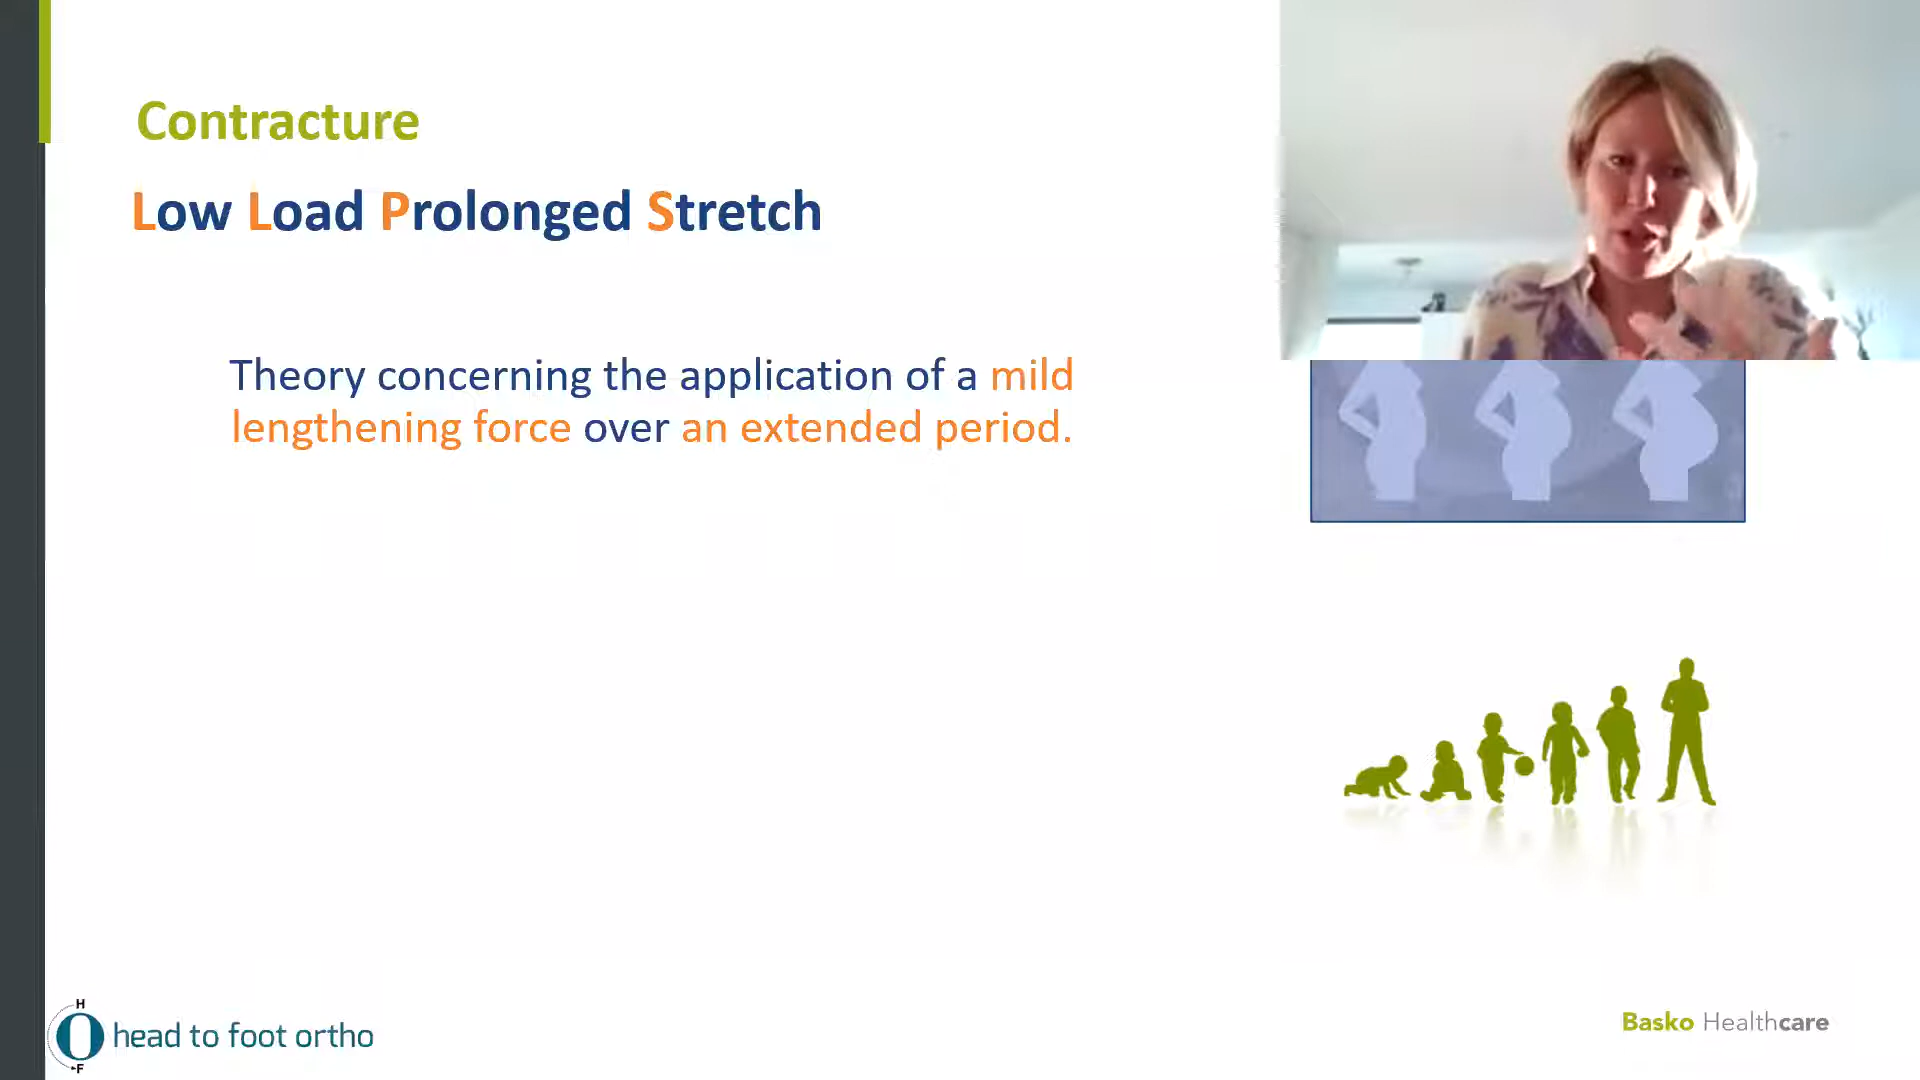 Contracture
Low Load Prolonged Stretch
Theory concerning the application of a mild
lengthening force over an extended period.
H
F
head to foot ortho
Basko Healthcare